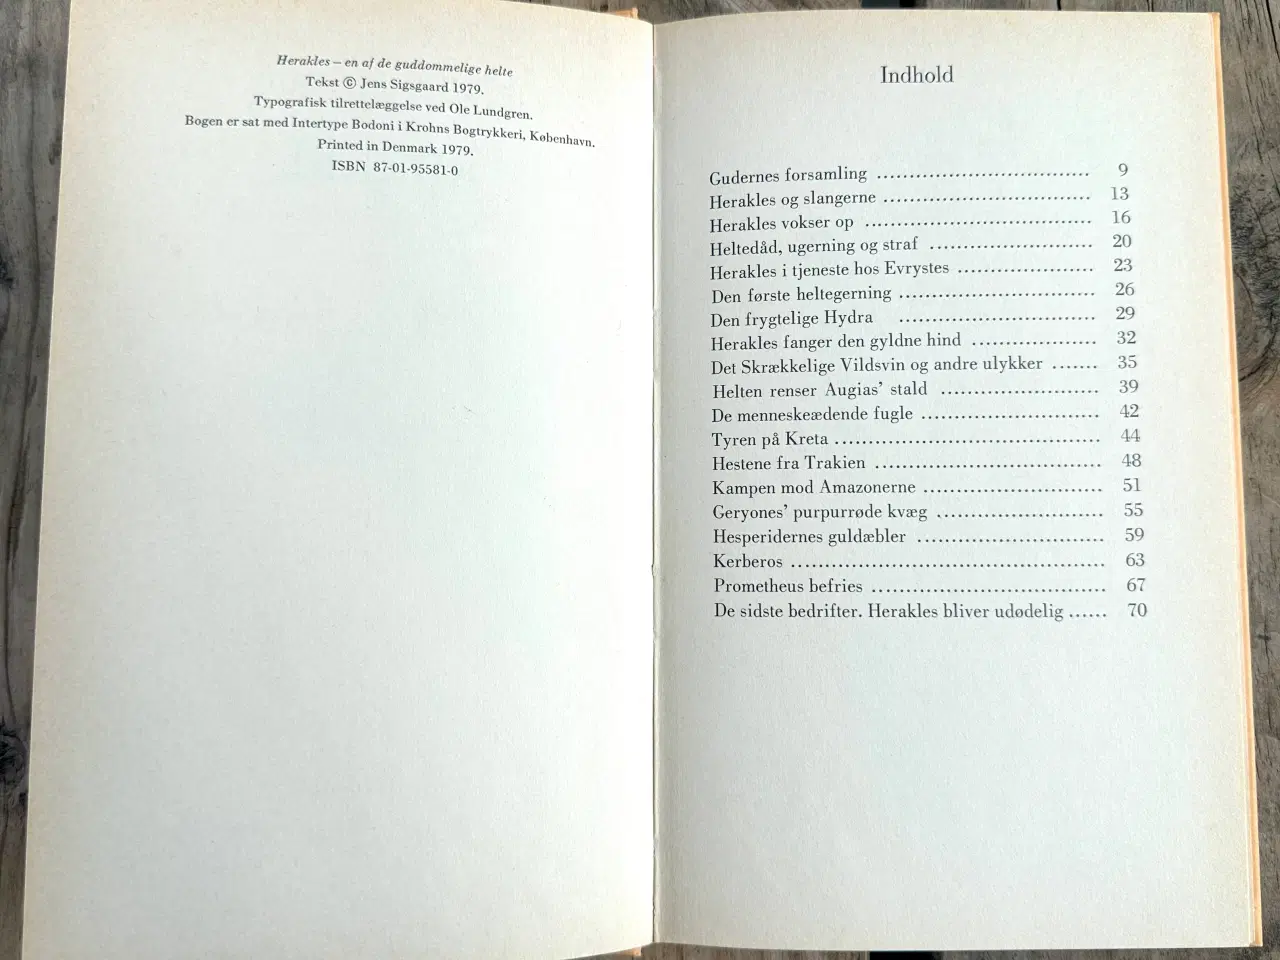 Herakles – en af de guddommelige helte
Tekst © Jens Sigsgaard 1979.
Typografisk tilrettelæggelse ved Ole Lundgren.
Bogen er sat med Intertype Bodoni i Krohns Bogtrykkeri, København.
Printed in Denmark 1979.
ISBN 87-01-95581-0
Indhold
Gudernes forsamling ................................ 9
Herakles og slangerne ............................... 13
Herakles vokser op .................................. 16
Heltedåd, ugerning og straf ......................... 20
Herakles i tjeneste hos Evrystes ..................... 23
Den første heltegerning .............................. 26
Den frygtelige Hydra .............................. 29
Herakles fanger den gyldne hind ................... 32
Det Skrækkelige Vildsvin og andre ulykker ....... 35
Helten renser Augias’ stald ........................ 39
De menneskeædende fugle ........................... 42
Tyren på Kreta ........................................ 44
Hestene fra Trakien .................................. 48
Kampen mod Amazonerne ........................... 51
Geryones’ purpurrøde kvæg ......................... 55
Hesperidernes guldæbler ............................ 59
Kerberos ............................................... 63
Prometheus befries ................................... 67
De sidste bedrifter. Herakles bliver udødelig ...... 70